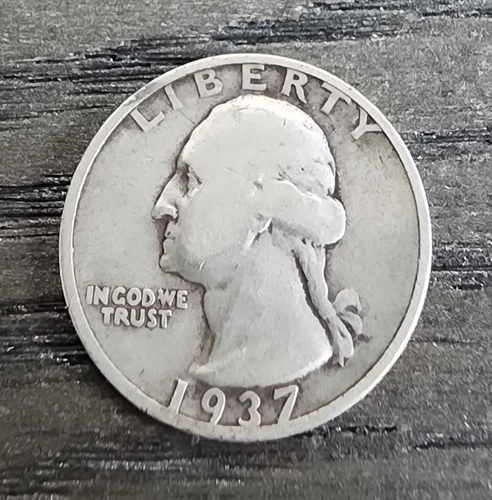 LIBERTY
IN GOD WE
TRUST
1937